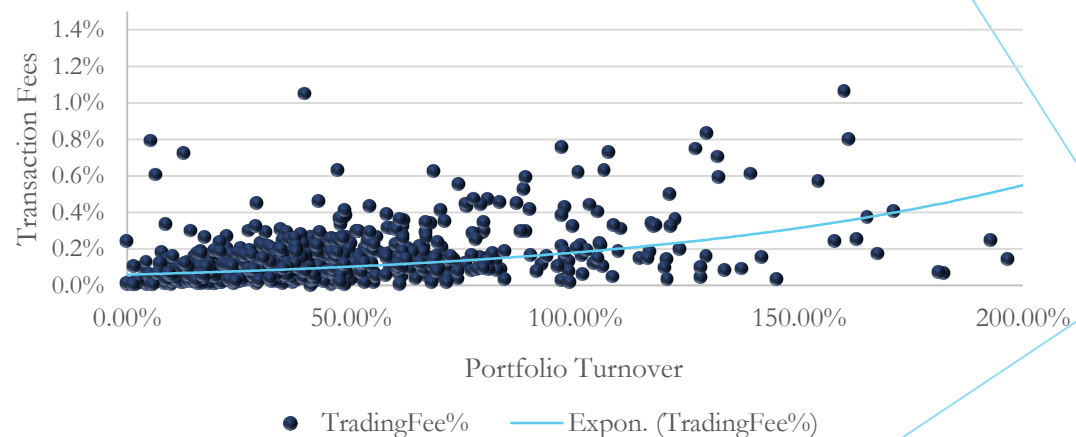 1.4%
1.2%
1.0%
0.8%
0.6%
0.4%
0.2%
0.0%
Transaction Fees
0.00% 50.00% 100.00% 150.00% 200.00%
Portfolio Turnover
TradingFee% Expon. (TradingFee%)